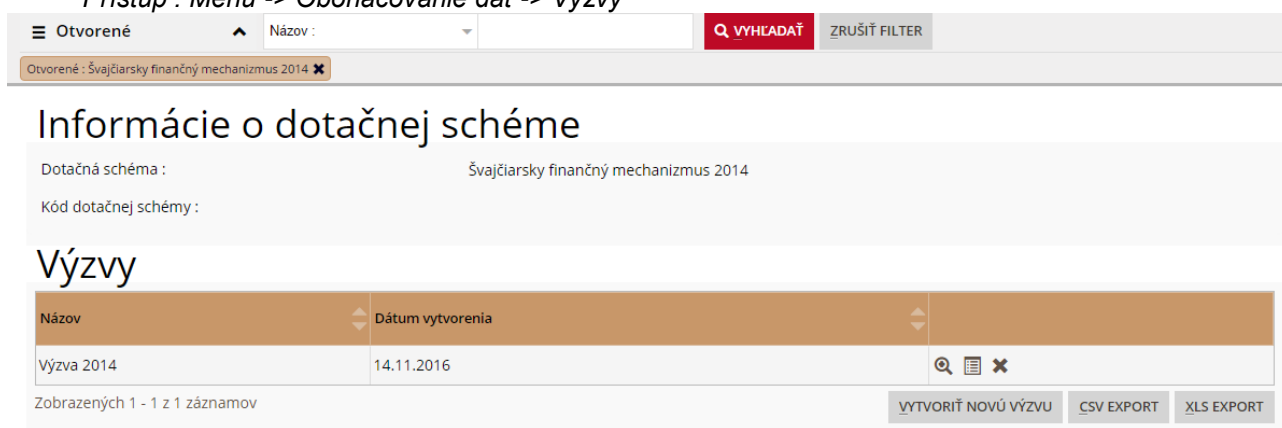 Prístup : Menu -> Obohacovanie dát -> Výzvy
Otvorené Názov : VYHĽADAŤ ZRUŠIŤ FILTER
Otvorené : Švajčiarsky finančný mechanizmus 2014
Informácie o dotačnej schéme
Dotačná schéma : Švajčiarsky finančný mechanizmus 2014
Kód dotačnej schémy :
Výzvy
Názov Dátum vytvorenia
Výzva 2014 14.11.2016
Zobrazených 1 - 1 z 1 záznamov VYTVORIŤ NOVÚ VÝZVU CSV EXPORT XLS EXPORT